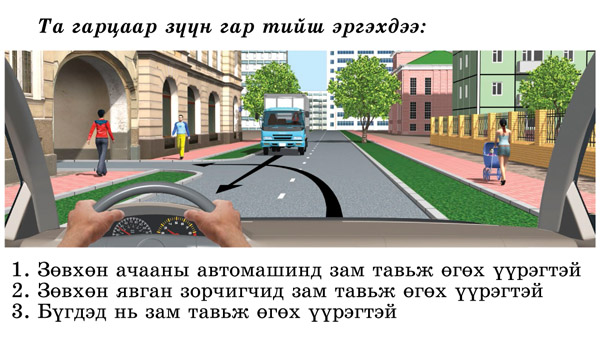 Та гарцаар зүүн гар тийш эргэхдээ:
1. Зөвхөн ачааны автомашинд зам тавьж өгөх үүрэгтэй
2. Зөвхөн явган зорчигчид зам тавьж өгөх үүрэгтэй
3. Бүгдэд нь зам тавьж өгөх үүрэгтэй